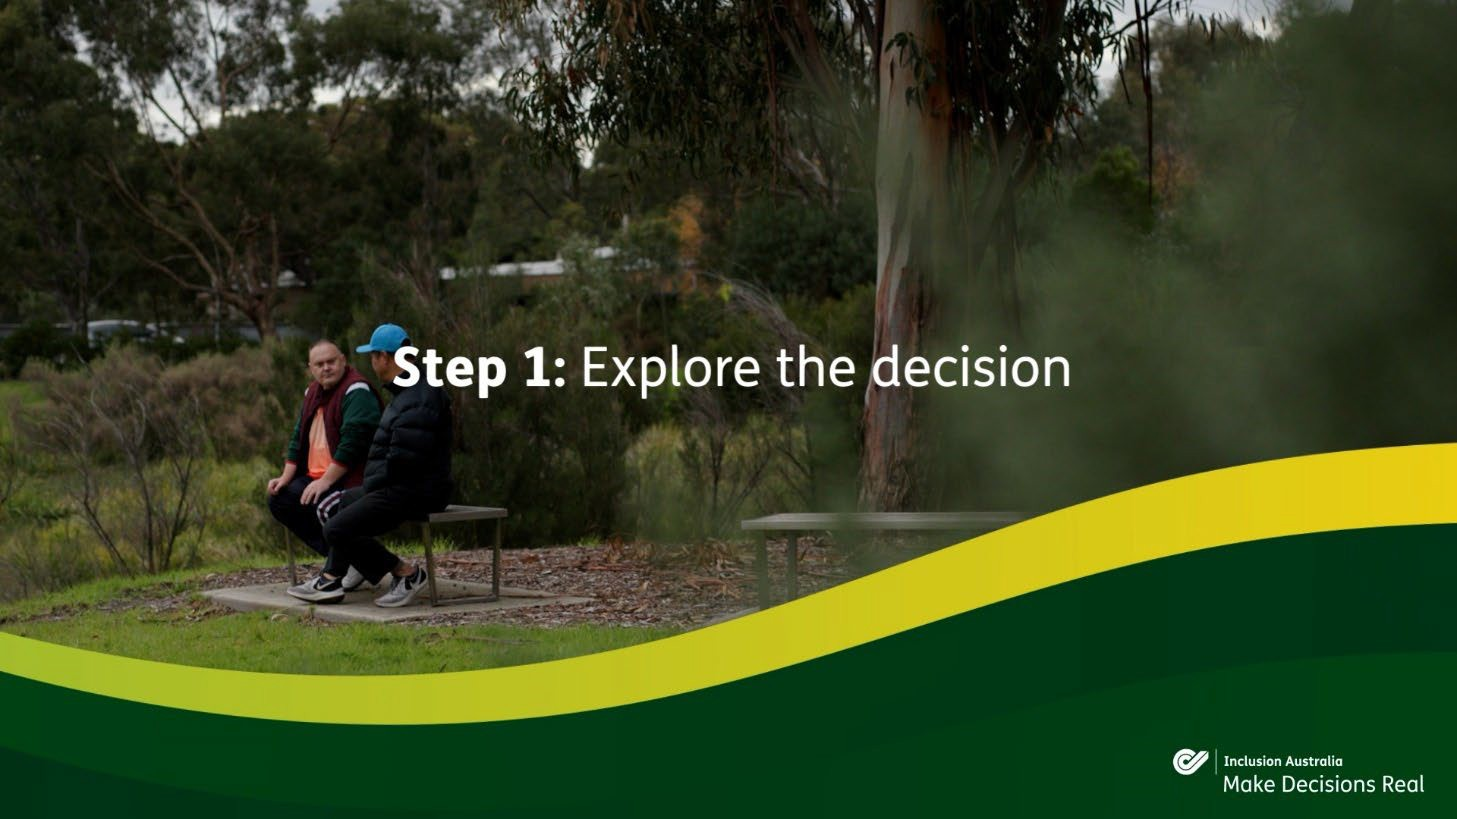 Step 1: Explore the decision
Inclusion Australia
Make Decisions Real